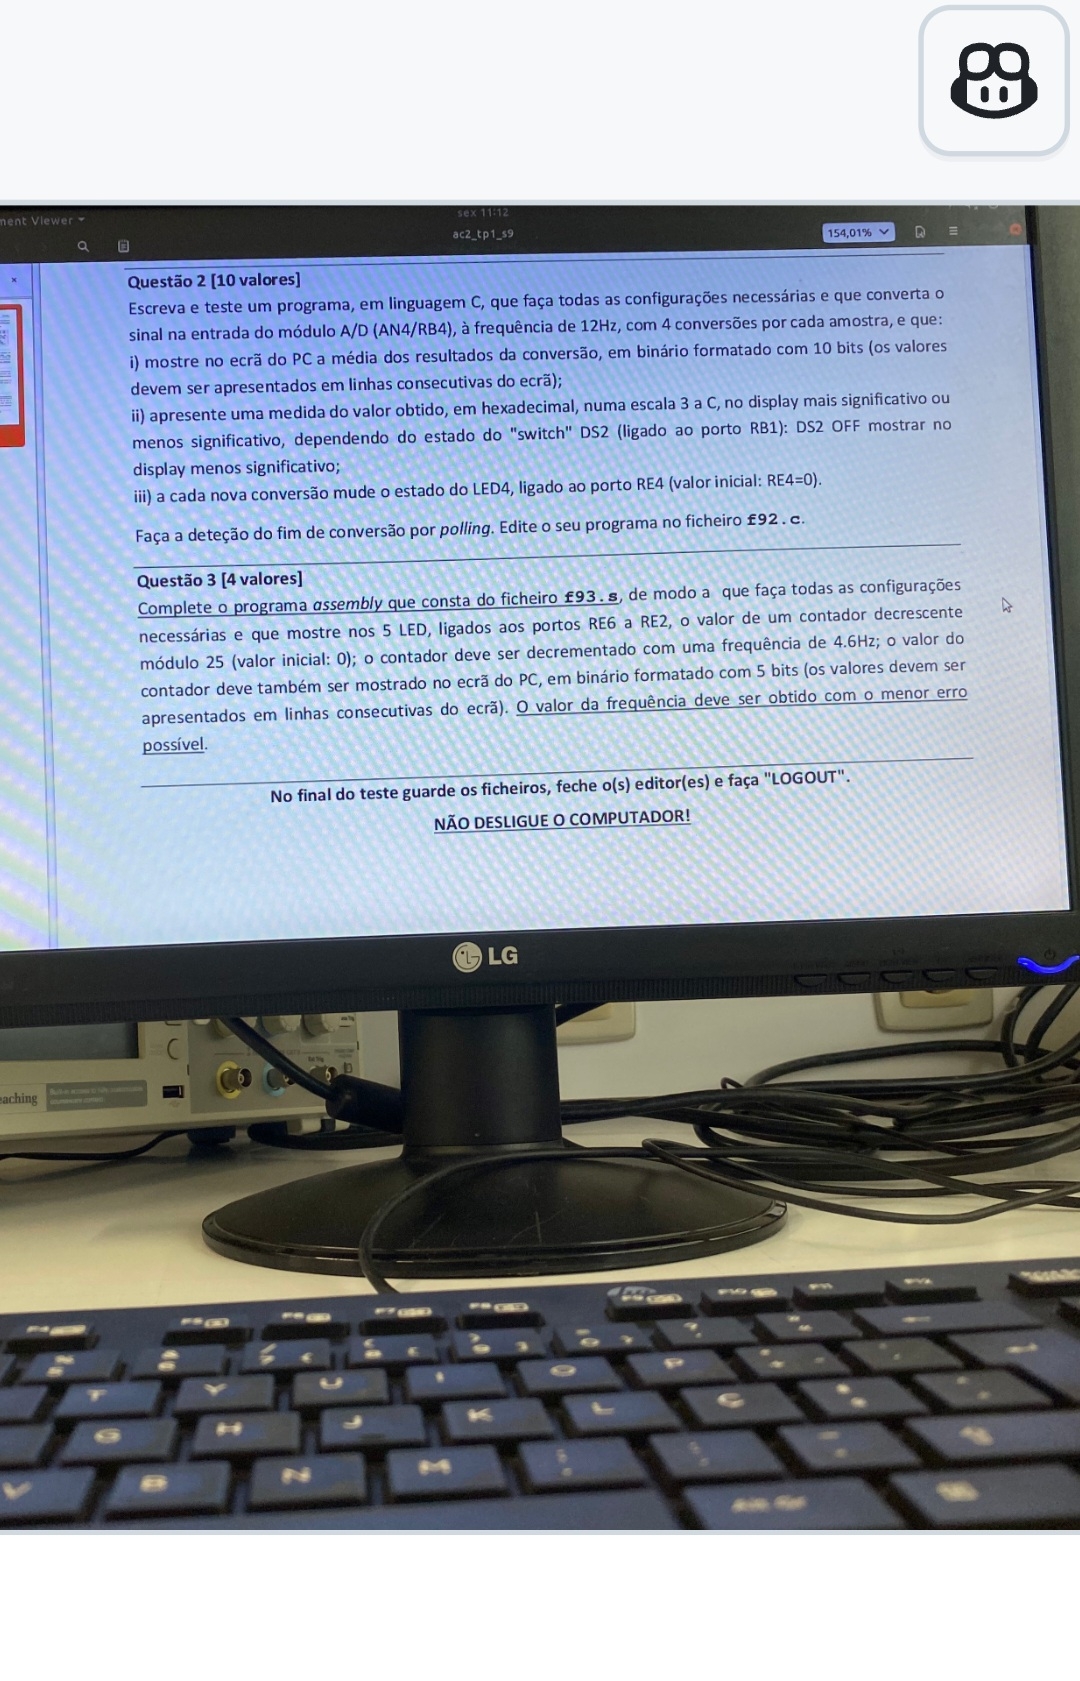 ment Viewer
sex 11:12
ac2_tp1_s9
154,01%
Questão 2 [10 valores]
Escreva e teste um programa, em linguagem C, que faça todas as configurações necessárias e que converta o
sinal na entrada do módulo A/D (AN4/RB4), à frequência de 12Hz, com 4 conversões por cada amostra, e que:
i) mostre no ecrã do PC a média dos resultados da conversão, em binário formatado com 10 bits (os valores
devem ser apresentados em linhas consecutivas do ecrã);
ii) apresente uma medida do valor obtido, em hexadecimal, numa escala 3 a C, no display mais significativo ou
menos significativo, dependendo do estado do "switch" DS2 (ligado ao porto RB1): DS2 OFF mostrar no
display menos significativo;
iii) a cada nova conversão mude o estado do LED4, ligado ao porto RE4 (valor inicial: RE4=0).
Faça a deteção do fim de conversão por polling. Edite o seu programa no ficheiro f92.c.
Questão 3 [4 valores]
Complete o programa assembly que consta do ficheiro f93.s, de modo a que faça todas as configurações
necessárias e que mostre nos 5 LED, ligados aos portos RE6 a RE2, o valor de um contador decrescente
módulo 25 (valor inicial: 0); o contador deve ser decrementado com uma frequência de 4.6Hz; o valor do
contador deve também ser mostrado no ecrã do PC, em binário formatado com 5 bits (os valores devem ser
apresentados em linhas consecutivas do ecrã). O valor da frequência deve ser obtido com o menor erro
possível.
No final do teste guarde os ficheiros, feche o(s) editor(es) e faça "LOGOUT".
NÃO DESLIGUE O COMPUTADOR!
LG
eaching
T Y U I O P
G H J K L Ç
V B N M
Alt Gr